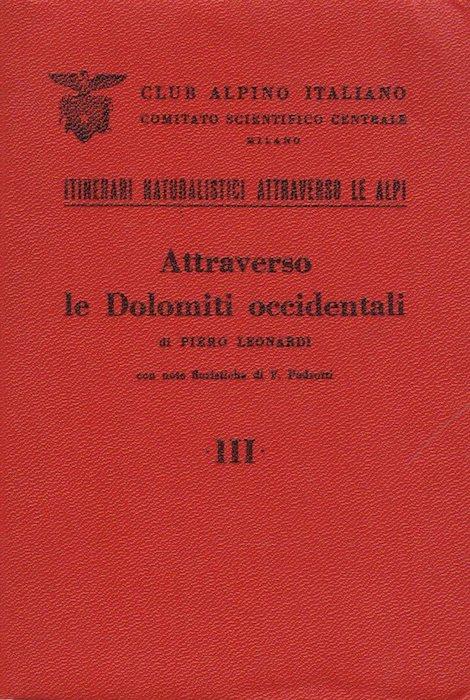 CLUB ALPINO ITALIANO
COMITATO SCIENTIFICO CENTRALE
MILANO
ITINERARI NATURALISTICI ATTRAVERSO LE ALPI
Attraverso
le Dolomiti occidentali
di PIERO LEONARDI
con note floristiche di F. Pedrotti
·III·